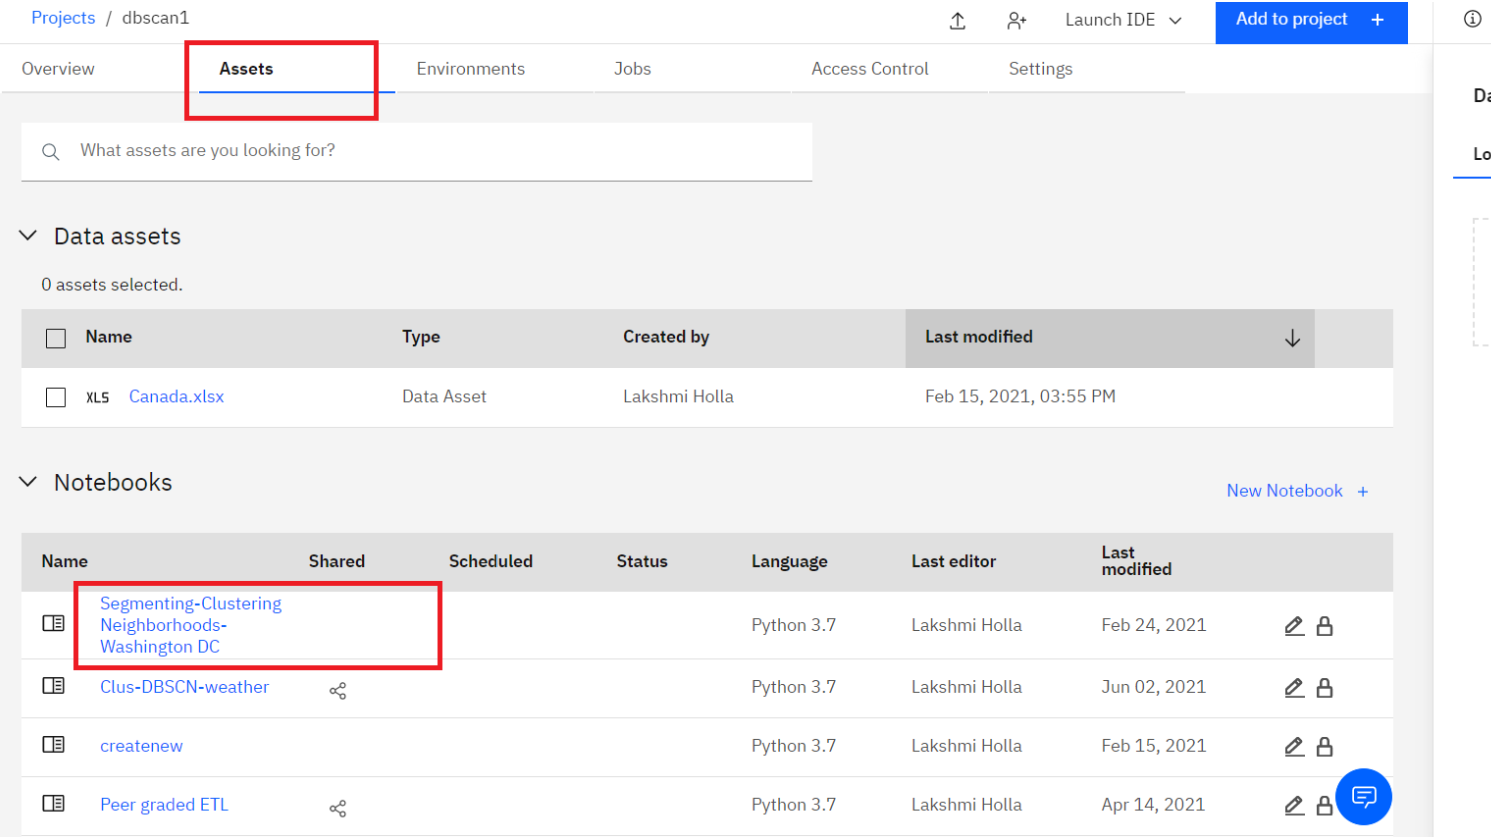 Projects / dbscan1
Launch IDE
Add to project +
Overview
Assets
Environments
Jobs
Access Control
Settings
Da
Lo
What assets are you looking for?
Data assets
0 assets selected.
Name Type Created by Last modified
XLS Canada.xlsx Data Asset Lakshmi Holla Feb 15, 2021, 03:55 PM
Notebooks
New Notebook +
Name Shared Scheduled Status Language Last editor Last
modified
Segmenting-Clustering
Neighborhoods-
Washington DC
Python 3.7 Lakshmi Holla Feb 24, 2021
Clus-DBSCN-weather Python 3.7 Lakshmi Holla Jun 02, 2021
createnew Python 3.7 Lakshmi Holla Feb 15, 2021
Peer graded ETL Python 3.7 Lakshmi Holla Apr 14, 2021